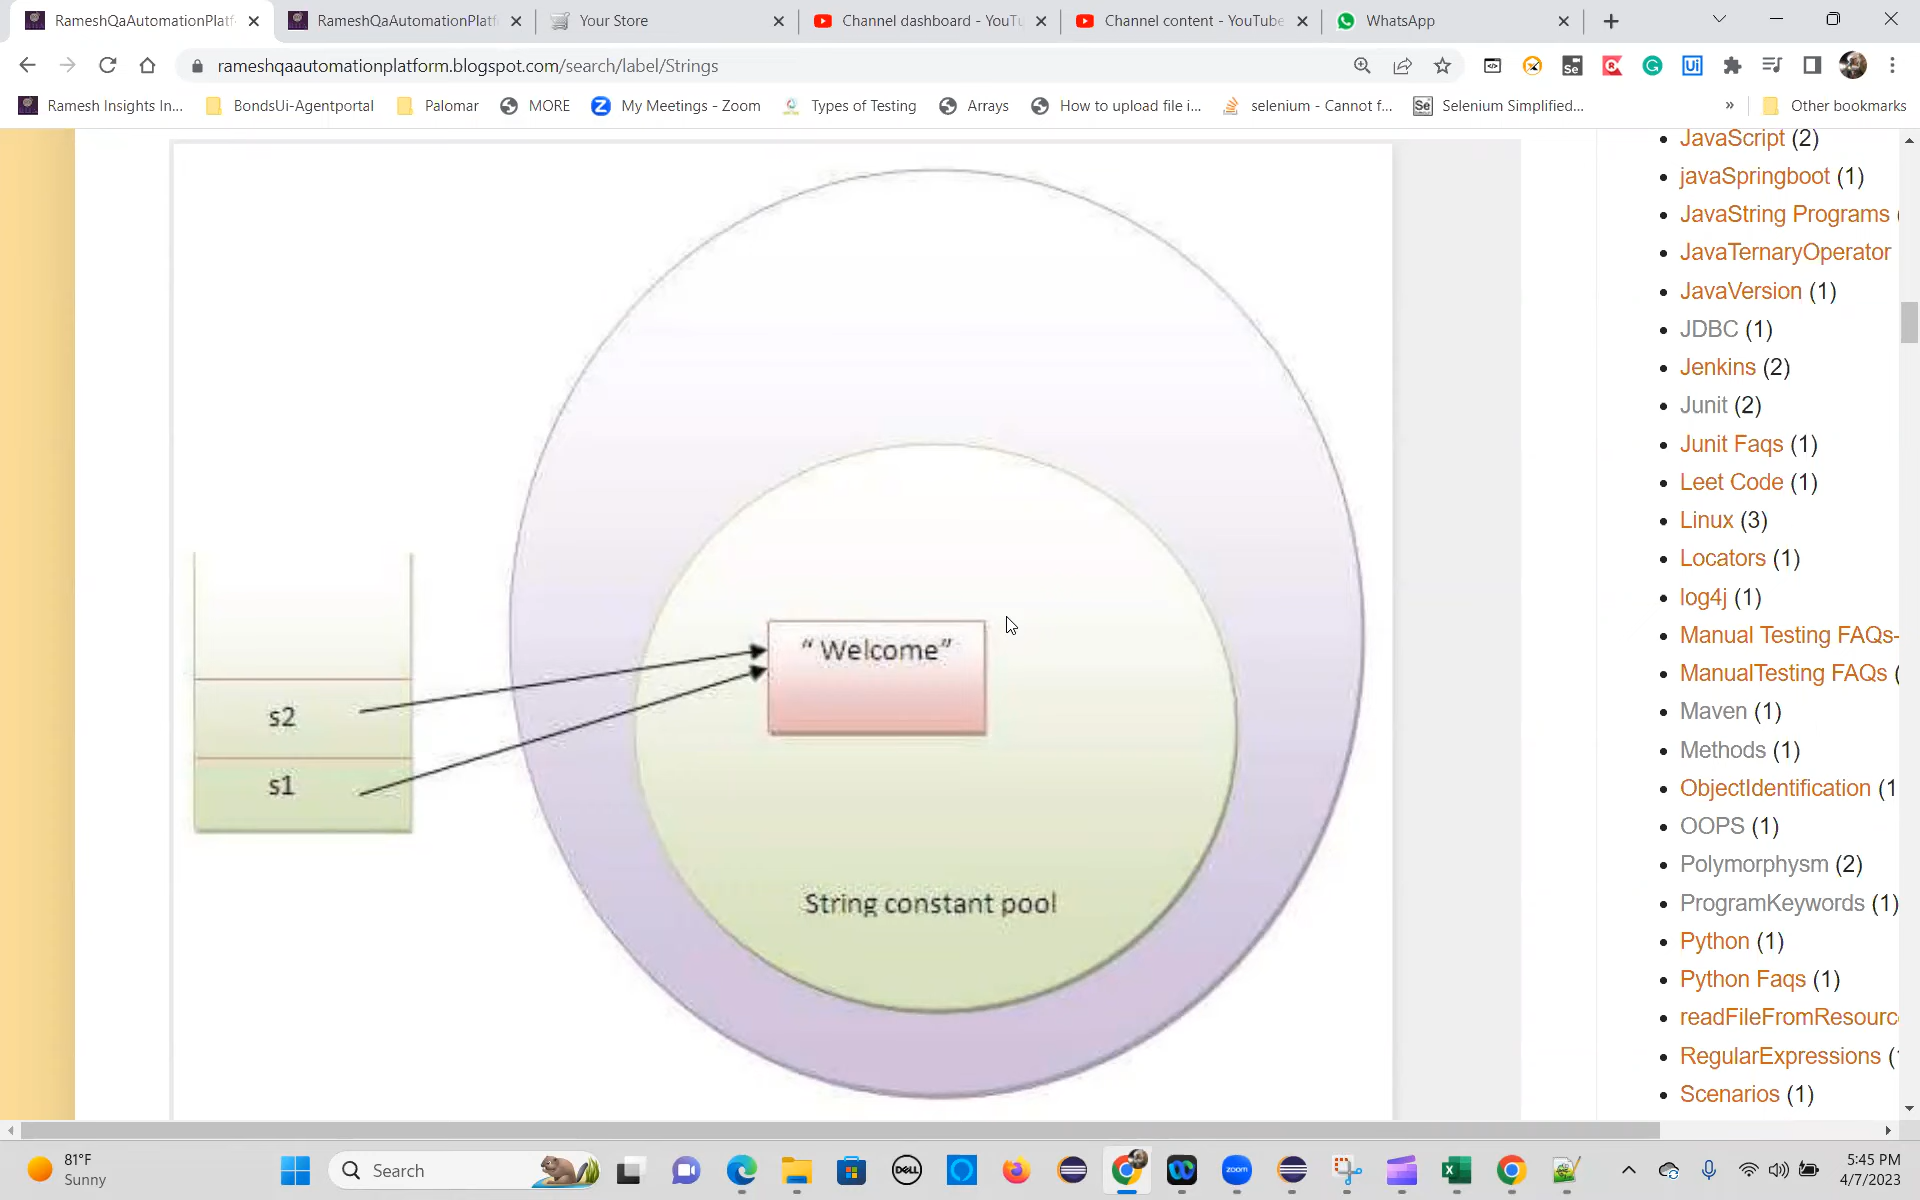 RameshQaAutomationPlatf
RameshQaAutomationPlatf
Your Store
Channel dashboard - YouTu
Channel content - YouTube
WhatsApp
rameshqaautomationplatform.blogspot.com/search/label/Strings
Ramesh Insights In...
BondsUi-Agentportal
Palomar
MORE
My Meetings - Zoom
Types of Testing
Arrays
How to upload file i...
selenium - Cannot f...
Selenium Simplified...
Other bookmarks
JavaScript (2)
javaSpringboot (1)
JavaString Programs (
JavaTernaryOperator
JavaVersion (1)
JDBC (1)
Jenkins (2)
Junit (2)
Junit Faqs (1)
Leet Code (1)
Linux (3)
Locators (1)
log4j (1)
Manual Testing FAQs-
ManualTesting FAQs (
Maven (1)
Methods (1)
ObjectIdentification (1
OOPS (1)
Polymorphysm (2)
ProgramKeywords (1)
Python (1)
Python Faqs (1)
readFileFromResourc
RegularExpressions (
Scenarios (1)
“ Welcome”
s2
s1
String constant pool
81°F
Sunny
Search
5:45 PM
4/7/2023